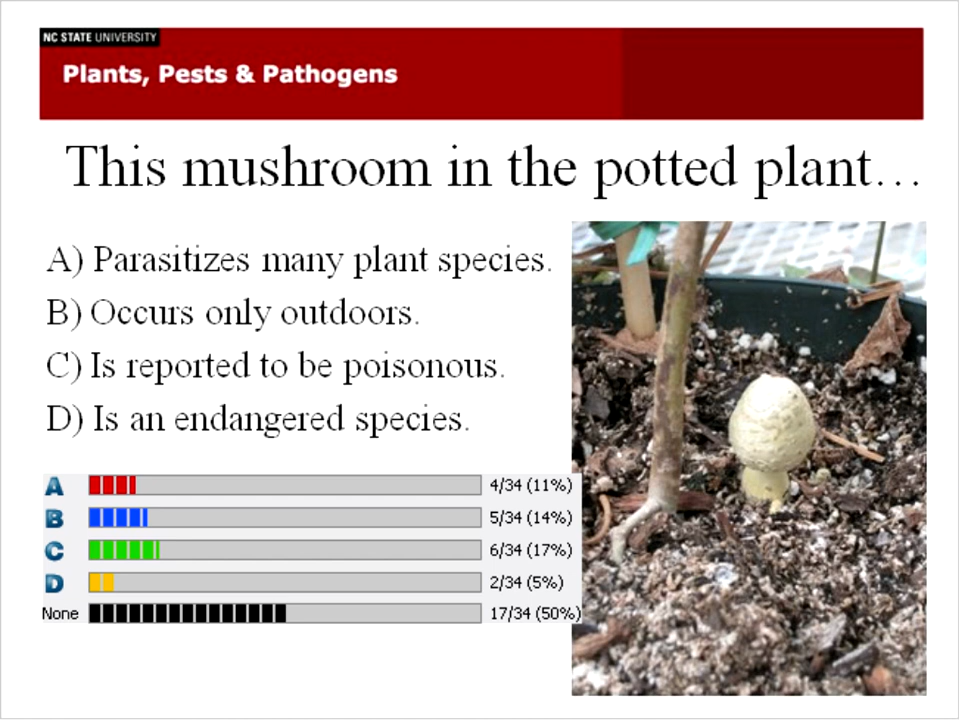 NC STATE UNIVERSITY
Plants, Pests & Pathogens
This mushroom in the potted plant…
A) Parasitizes many plant species.
B) Occurs only outdoors.
C) Is reported to be poisonous.
D) Is an endangered species.
A 4/34 (11%)
B 5/34 (14%)
C 6/34 (17%)
D 2/34 (5%)
None 17/34 (50%)